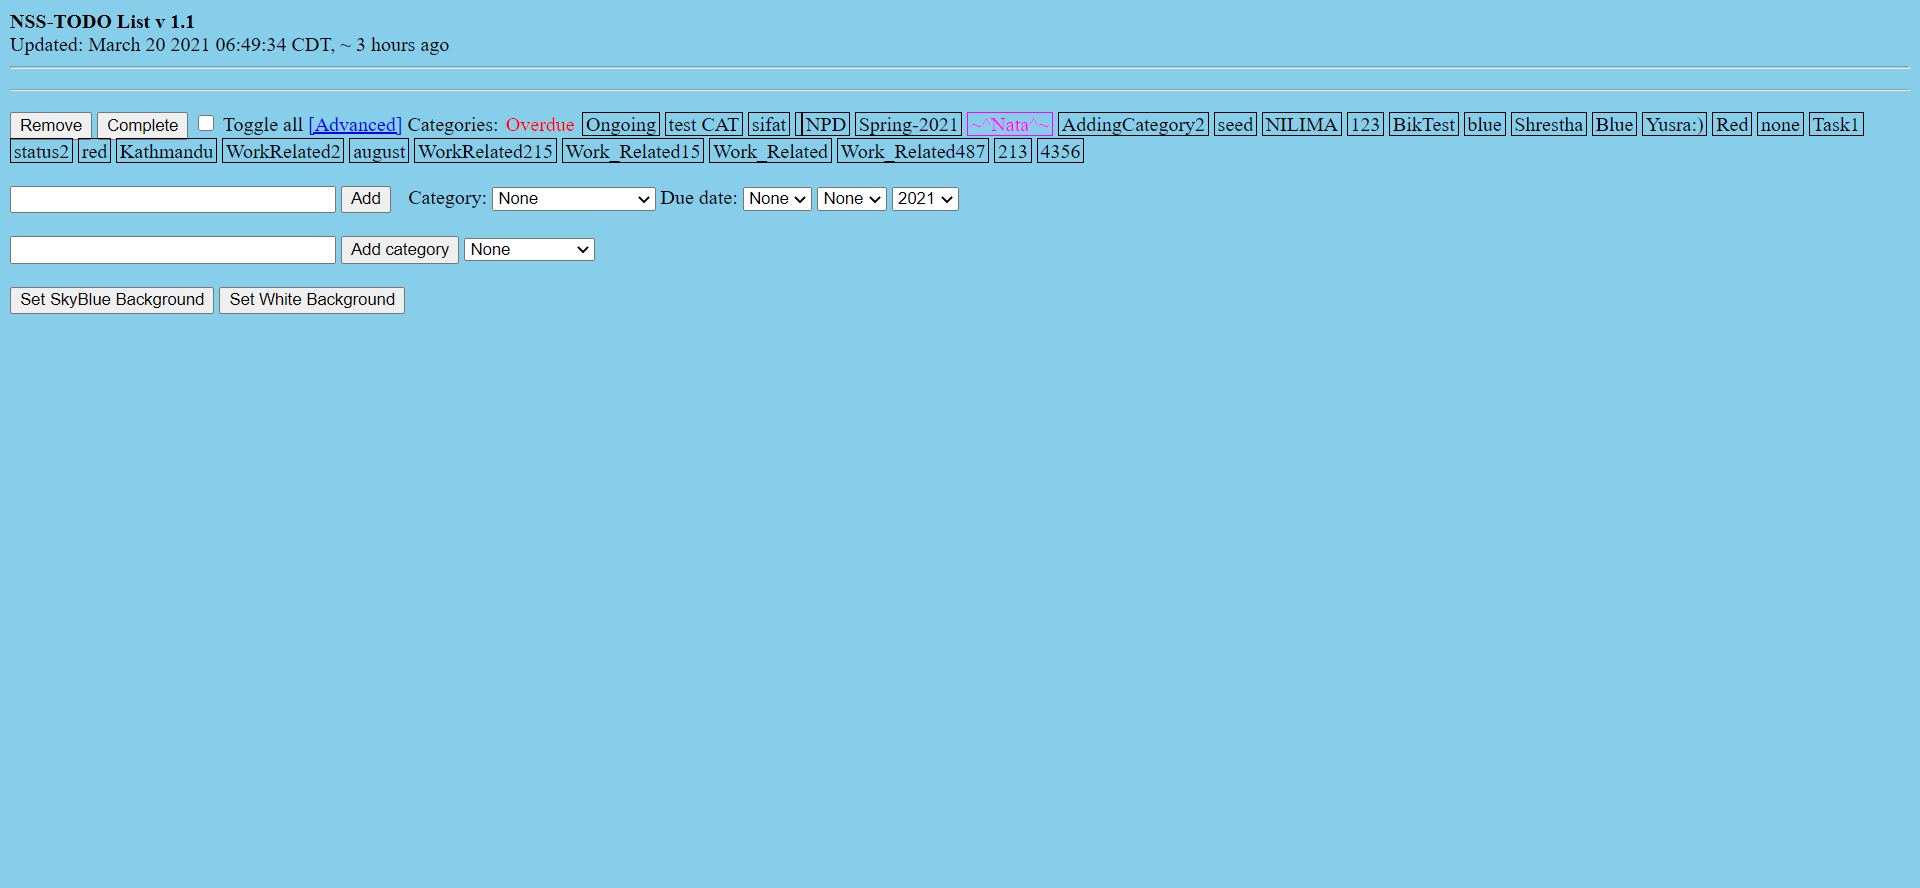 NSS-TODO List v 1.1
Updated: March 20 2021 06:49:34 CDT, ~ 3 hours ago
Remove Complete Toggle all [Advanced] Categories: Overdue Ongoing test CAT sifat NPD Spring-2021 ~^Nata^~ AddingCategory2 seed NILIMA 123 BikTest blue Shrestha Blue Yusra:) Red none Task1
status2 red Kathmandu WorkRelated2 august WorkRelated215 Work_Related15 Work_Related Work_Related487 213 4356
Add Category: None Due date: None None 2021
Add category None
Set SkyBlue Background Set White Background